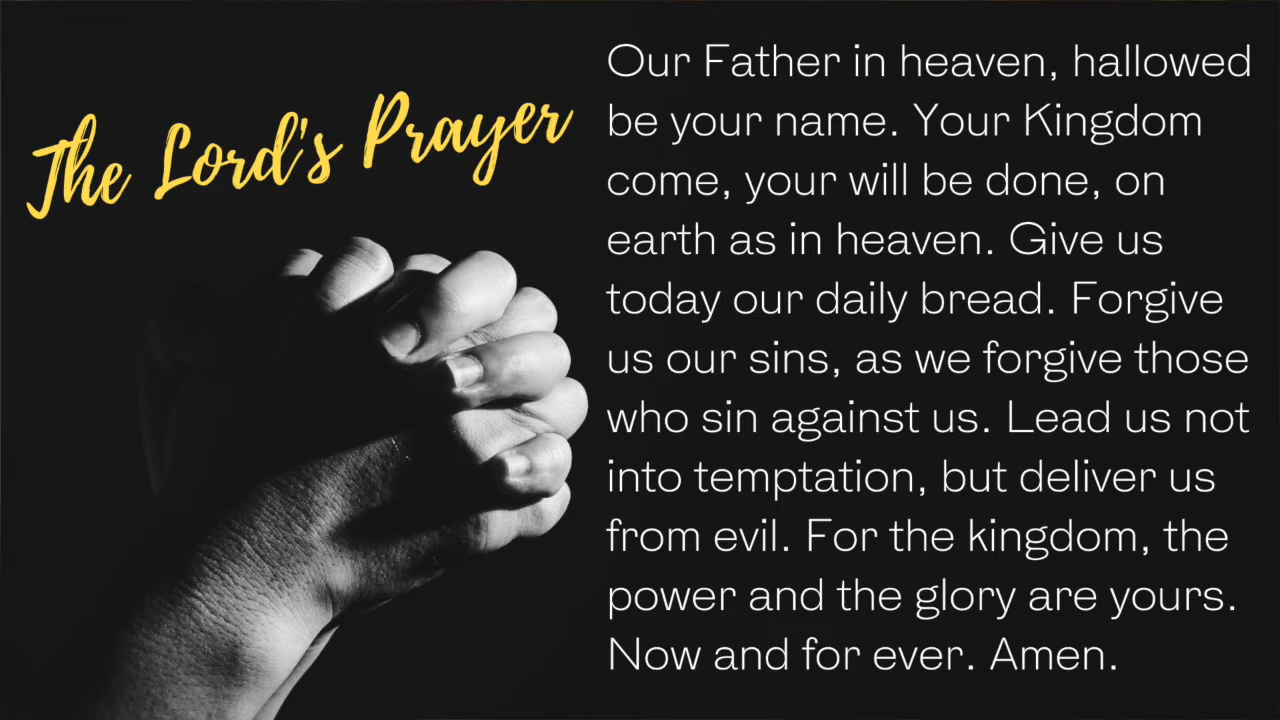 The Lord's Prayer
Our Father in heaven, hallowed
be your name. Your Kingdom
come, your will be done, on
earth as in heaven. Give us
today our daily bread. Forgive
us our sins, as we forgive those
who sin against us. Lead us not
into temptation, but deliver us
from evil. For the kingdom, the
power and the glory are yours.
Now and for ever. Amen.